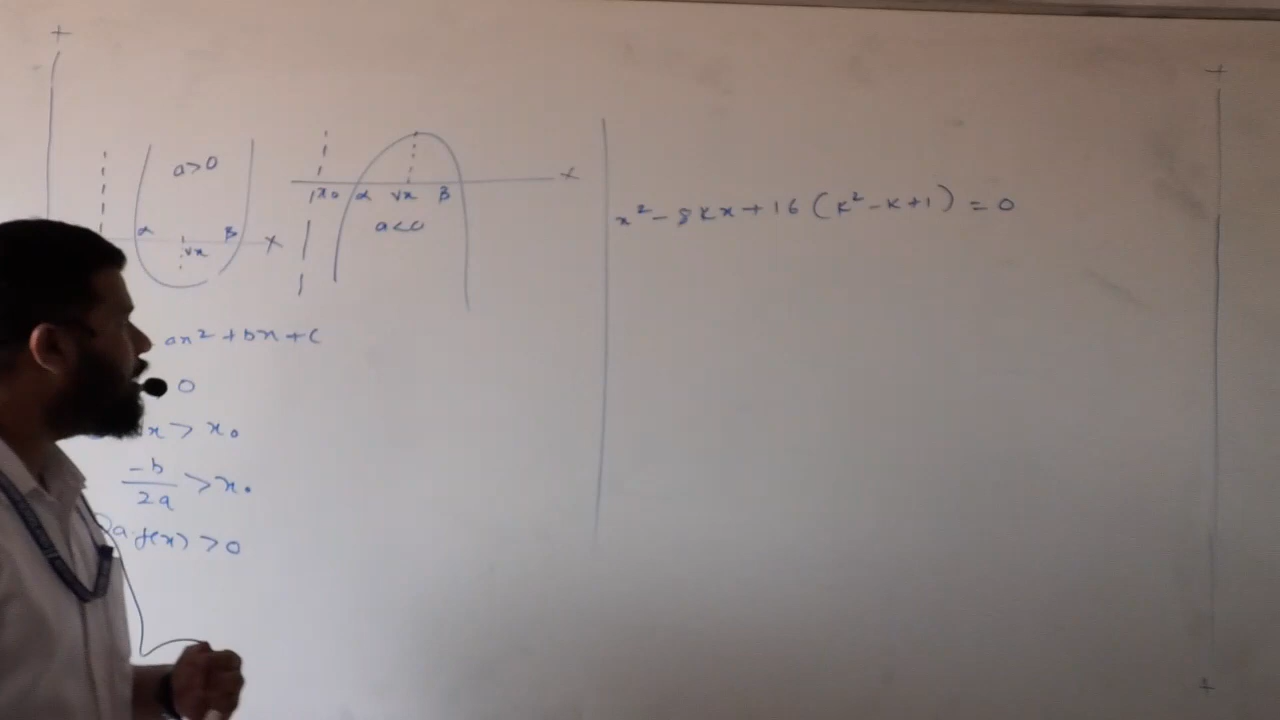 a>0
α vx β x
x₀ α vx β x
a<0
ax²+bx+c
0
x > x₀
-b/2a > x₀
a f(x) > 0
x² - 8kx + 16 (k² - k + 1) = 0